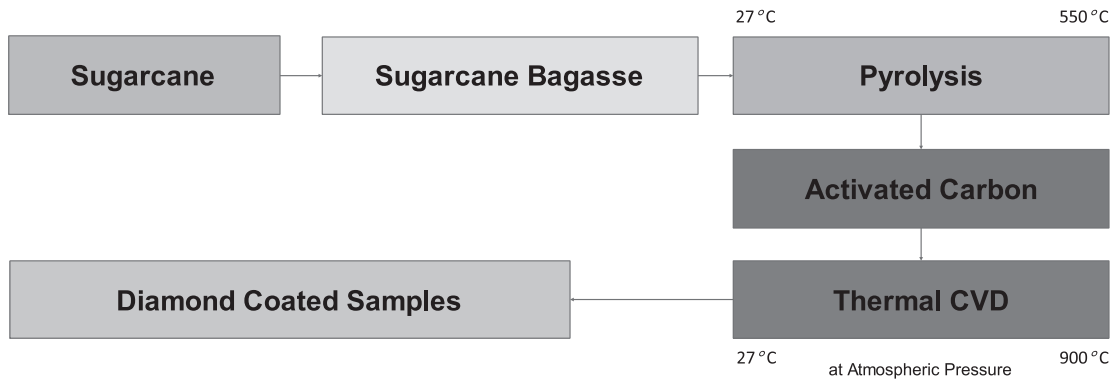 27 °C 550 °C
Sugarcane Sugarcane Bagasse Pyrolysis
Activated Carbon
Diamond Coated Samples Thermal CVD
27 °C 900 °C
at Atmospheric Pressure